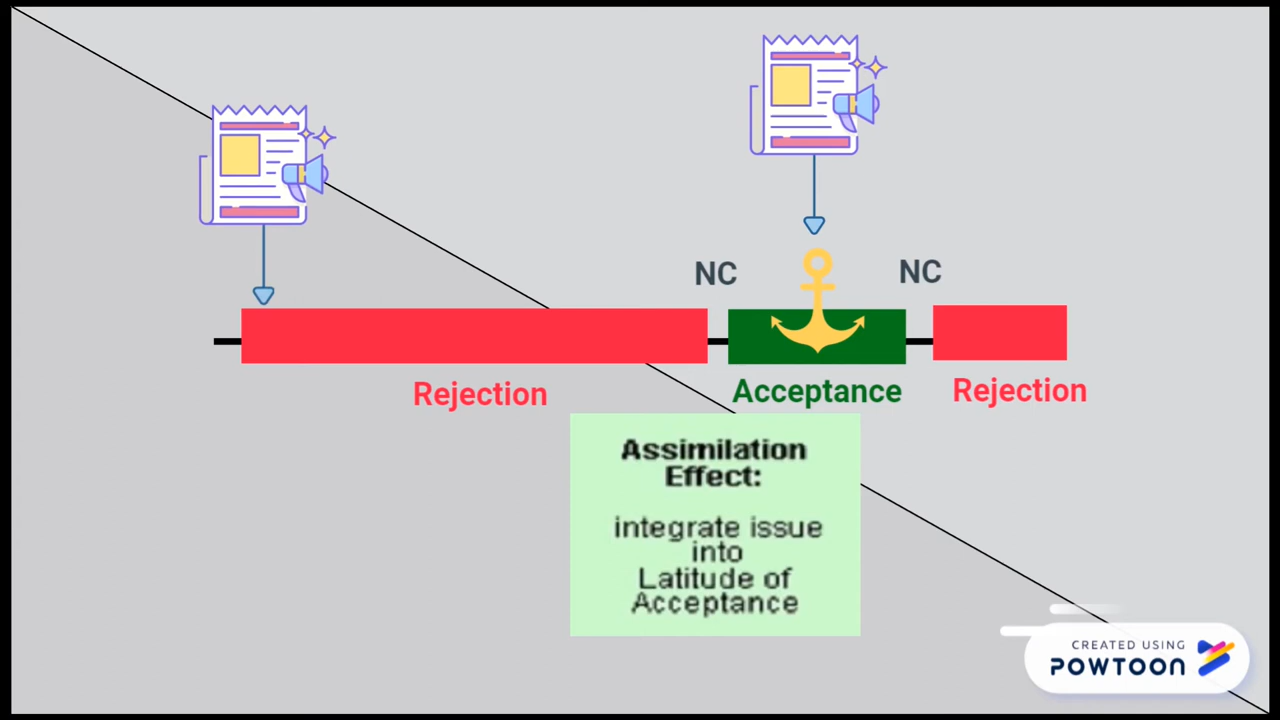 NC
NC
Rejection
Acceptance
Rejection
Assimilation
Effect:
integrate issue
into
Latitude of
Acceptance
CREATED USING
POWTOON